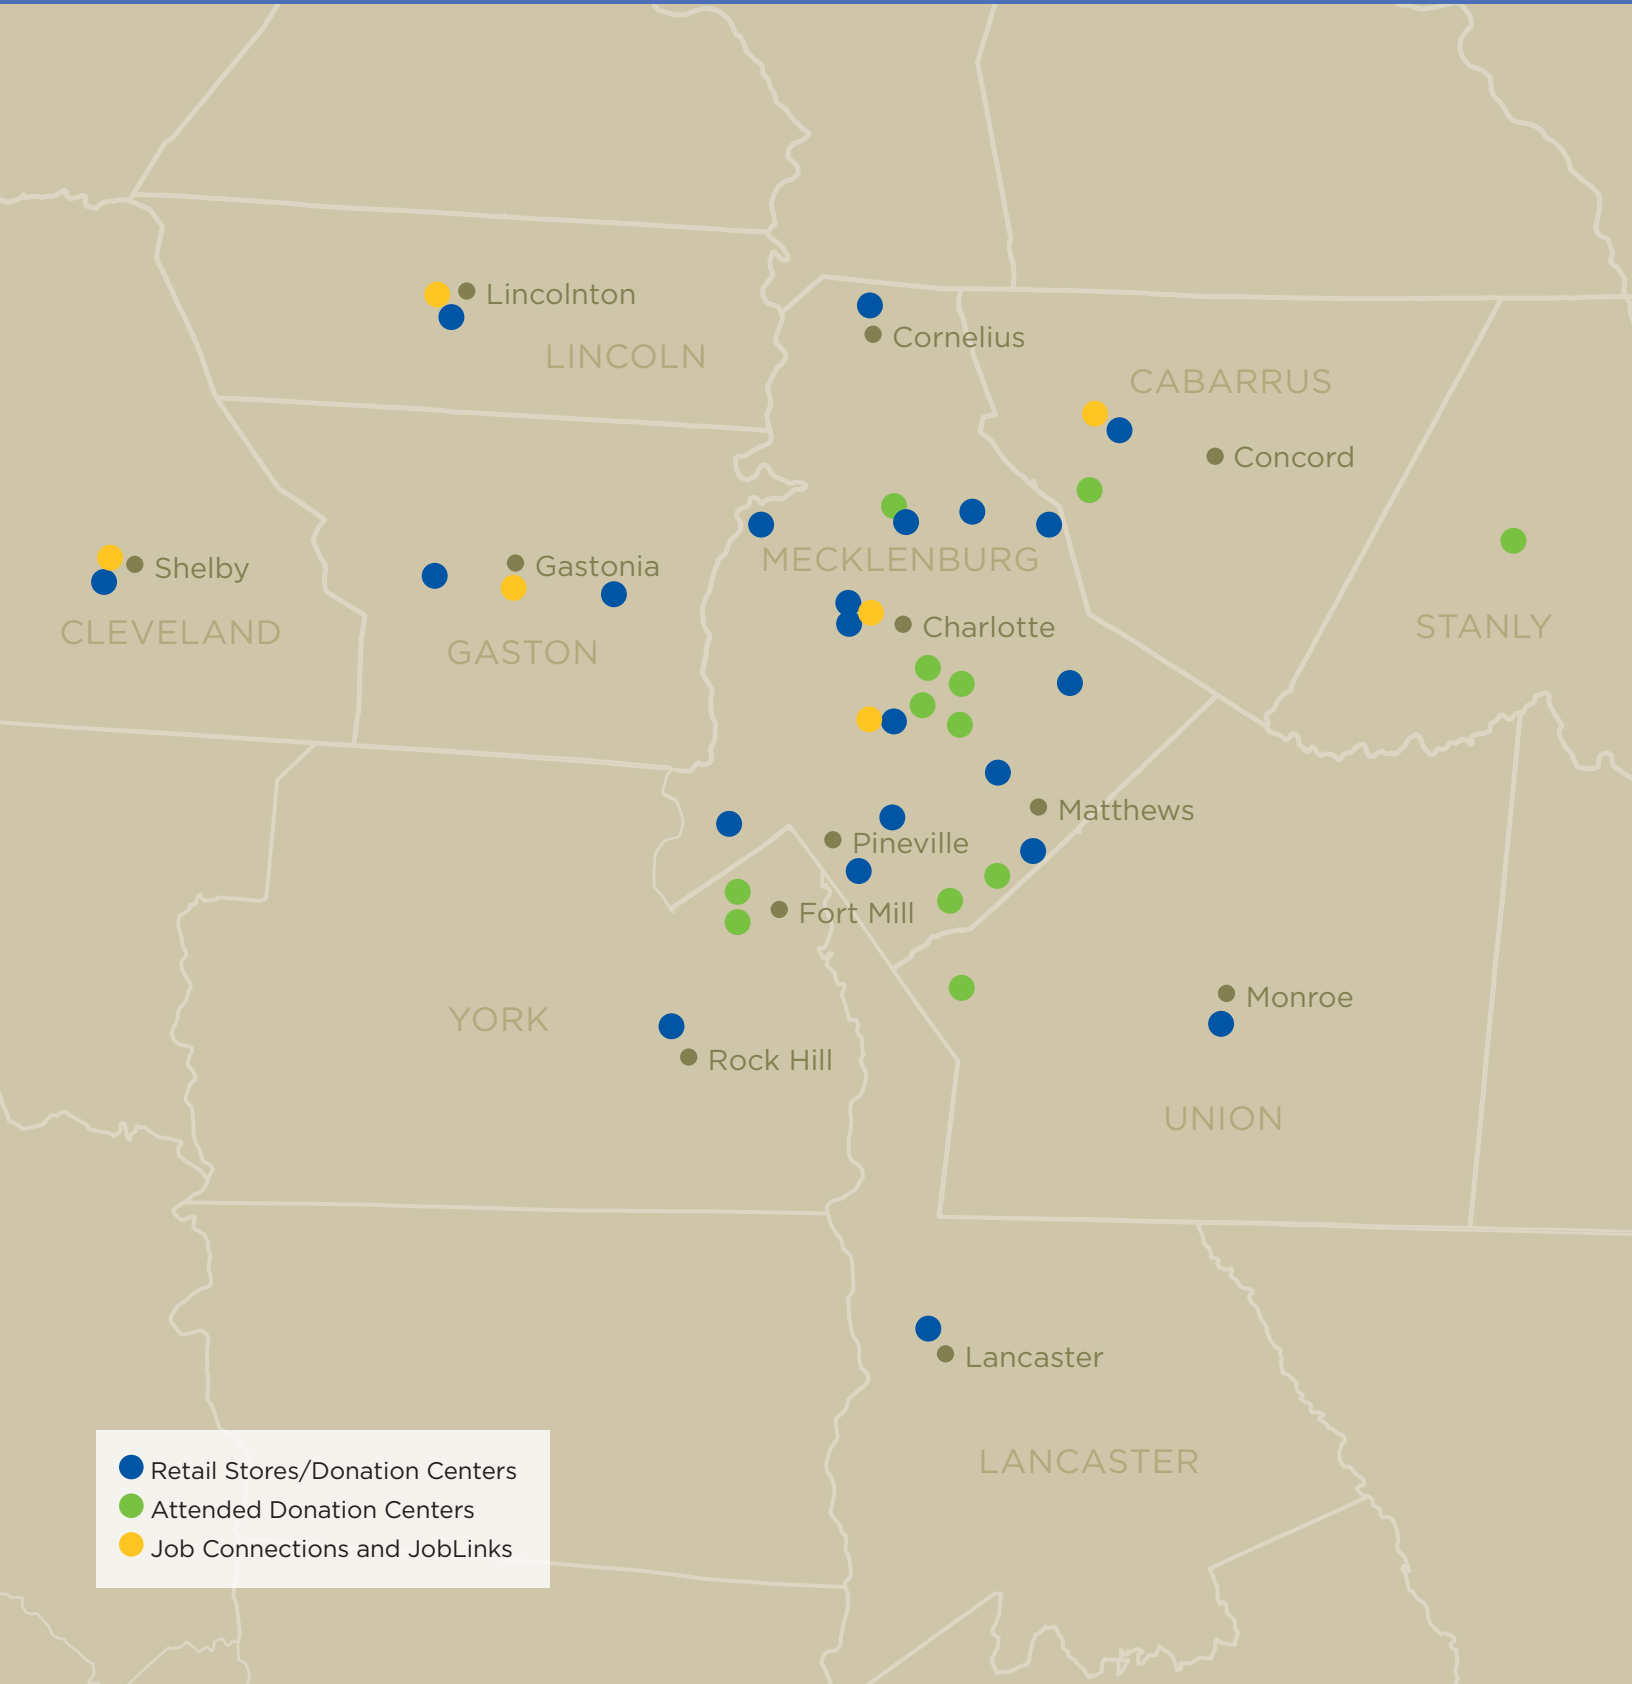 Lincolnton
LINCOLN
Cornelius
CABARRUS
Concord
Shelby
CLEVELAND
Gastonia
GASTON
MECKLENBURG
Charlotte
STANLY
Matthews
Pineville
Fort Mill
YORK
Rock Hill
Monroe
UNION
Lancaster
LANCASTER
Retail Stores/Donation Centers
Attended Donation Centers
Job Connections and JobLinks